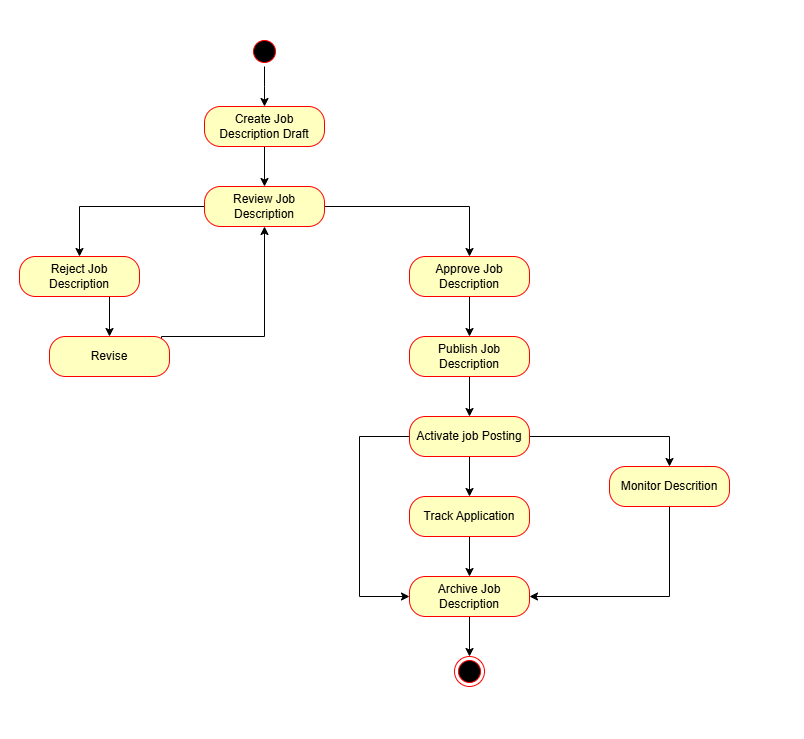 Create Job
Description Draft
Review Job
Description
Reject Job
Description
Approve Job
Description
Revise
Publish Job
Description
Activate job Posting
Monitor Descrition
Track Application
Archive Job
Description